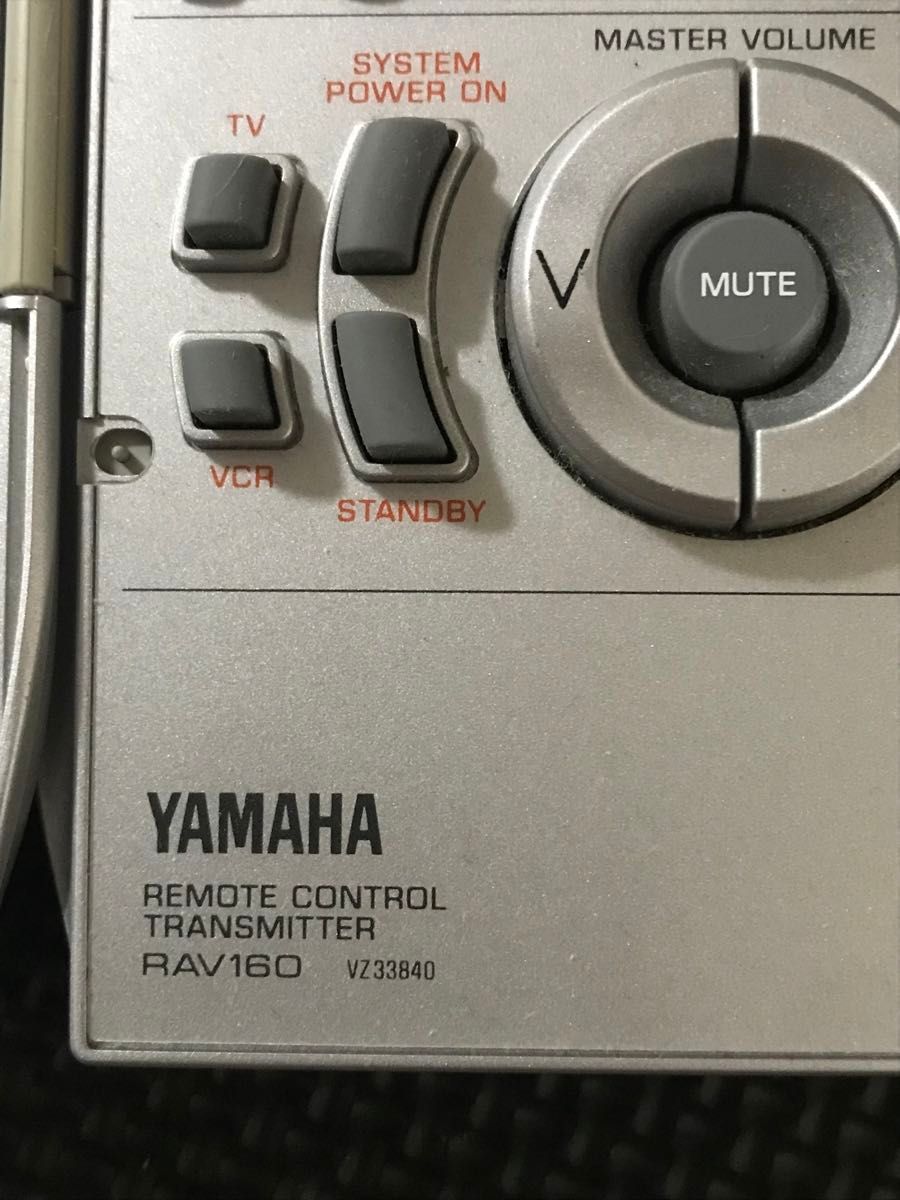 MASTER VOLUME
SYSTEM
POWER ON
TV
MUTE
VCR
STANDBY
YAMAHA
REMOTE CONTROL
TRANSMITTER
RAV160 VZ33840